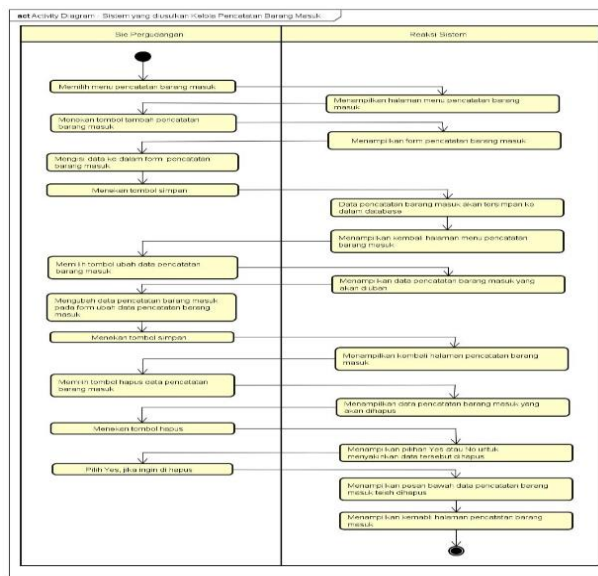 act Activity Diagram - Sistem yang diusulkan Kelola Pencatatan Barang Masuk
Sie Pergudangan
Reaksi Sistem
Memilih menu pencatatan barang masuk
Menampilkan halaman menu pencatatan barang
masuk
Menekan tombol tambah pencatatan
barang masuk
Menampilkan form pencatatan barang masuk
Mengisi data ke dalam form pencatatan
barang masuk
Menekan tombol simpan
Data pencatatan barang masuk akan tersimpan ke
dalam database
Menampilkan kembali halaman menu pencatatan
barang masuk
Memilih tombol ubah data pencatatan
barang masuk
Menampilkan data pencatatan barang masuk yang
akan diubah
Mengubah data pencatatan barang masuk
pada form ubah data pencatatan barang
masuk
Menekan tombol simpan
Menampilkan kembali halaman pencatatan barang
masuk
Memilih tombol hapus data pencatatan
barang masuk
Menampilkan data pencatatan barang masuk yang
akan dihapus
Menekan tombol hapus
Menampilkan pilihan Yes atau No untuk
menyakinkan data tersebut dihapus
Pilih Yes, jika ingin di hapus
Menampilkan pesan bawah data pencatatan barang
masuk telah dihapus
Menampilkan kemabli halaman pencatatan barang
masuk